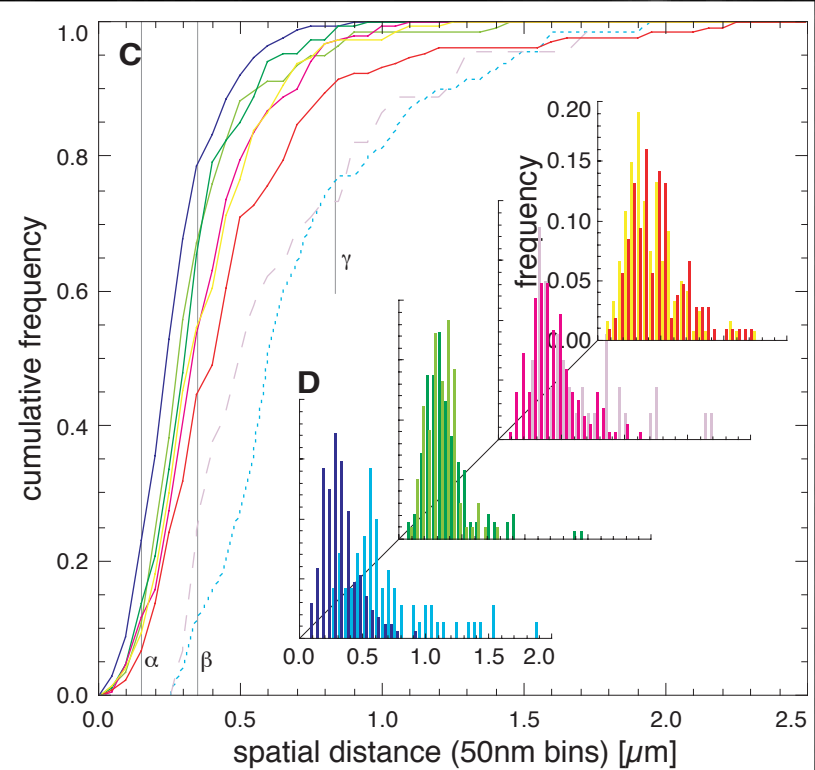 C
cumulative frequency
1.0
0.8
0.6
0.4
0.2
0.0
α
β
γ
0.0 0.5 1.0 1.5 2.0 2.5
spatial distance (50nm bins) [μm]
D
frequency
0.20
0.15
0.10
0.05
0.00
0.0 0.5 1.0 1.5 2.0